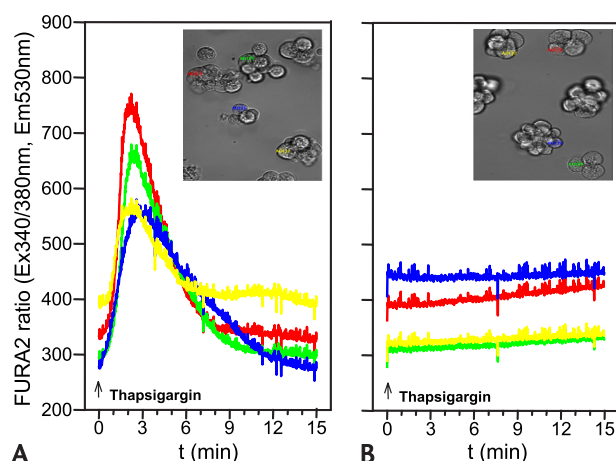 FURA2 ratio (Ex340/380nm, Em530nm)
900
800
700
600
500
400
300
200
Thapsigargin
0 3 6 9 12 15
t (min)
A
Thapsigargin
0 3 6 9 12 15
t (min)
B